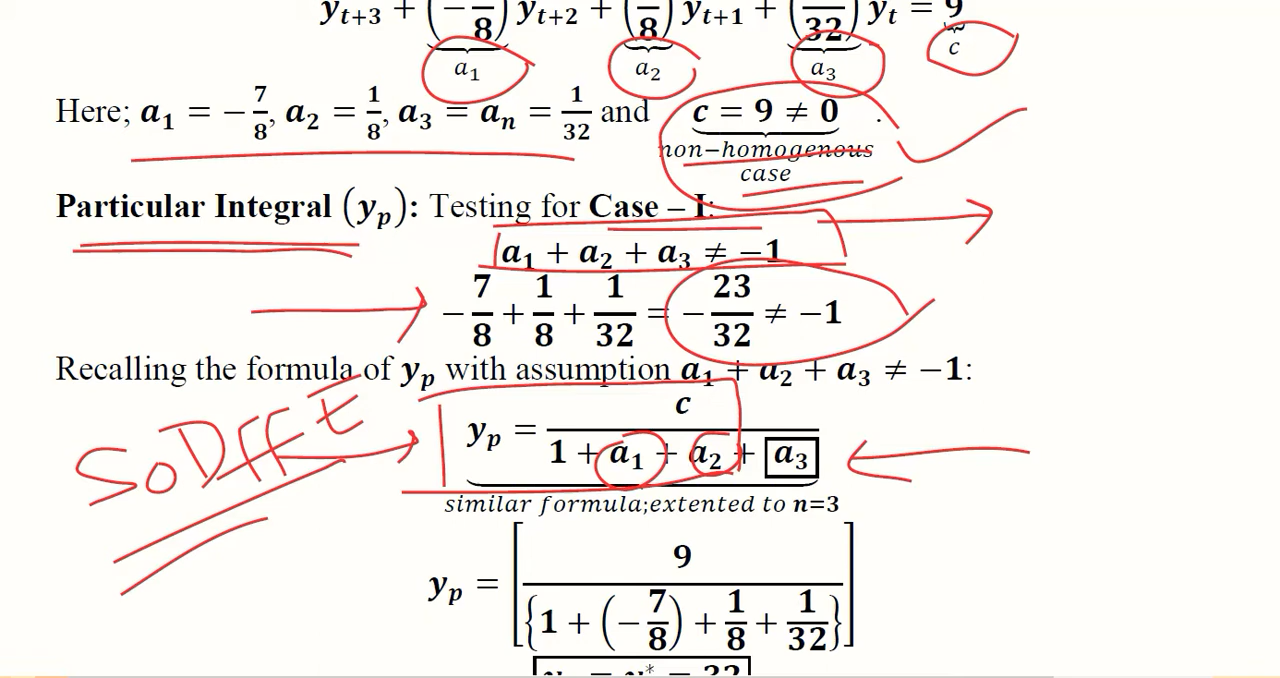 y_{t+3} + (− /8) y_{t+2} + ( /8) y_{t+1} + ( /32) y_t = 9
a_1 a_2 a_3 c
Here; a_1 = −7/8, a_2 = 1/8, a_3 = a_n = 1/32 and c = 9 ≠ 0 .
non−homogenous
case
Particular Integral (y_p): Testing for Case – I:
a_1 + a_2 + a_3 ≠ −1
−7/8 + 1/8 + 1/32 = −23/32 ≠ −1
Recalling the formula of y_p with assumption a_1 + a_2 + a_3 ≠ −1:
SoDffE
y_p = c / (1 + a_1 + a_2 + a_3)
similar formula;extented to n=3
y_p = [9 / {1 + (−7/8) + 1/8 + 1/32}]
= 32